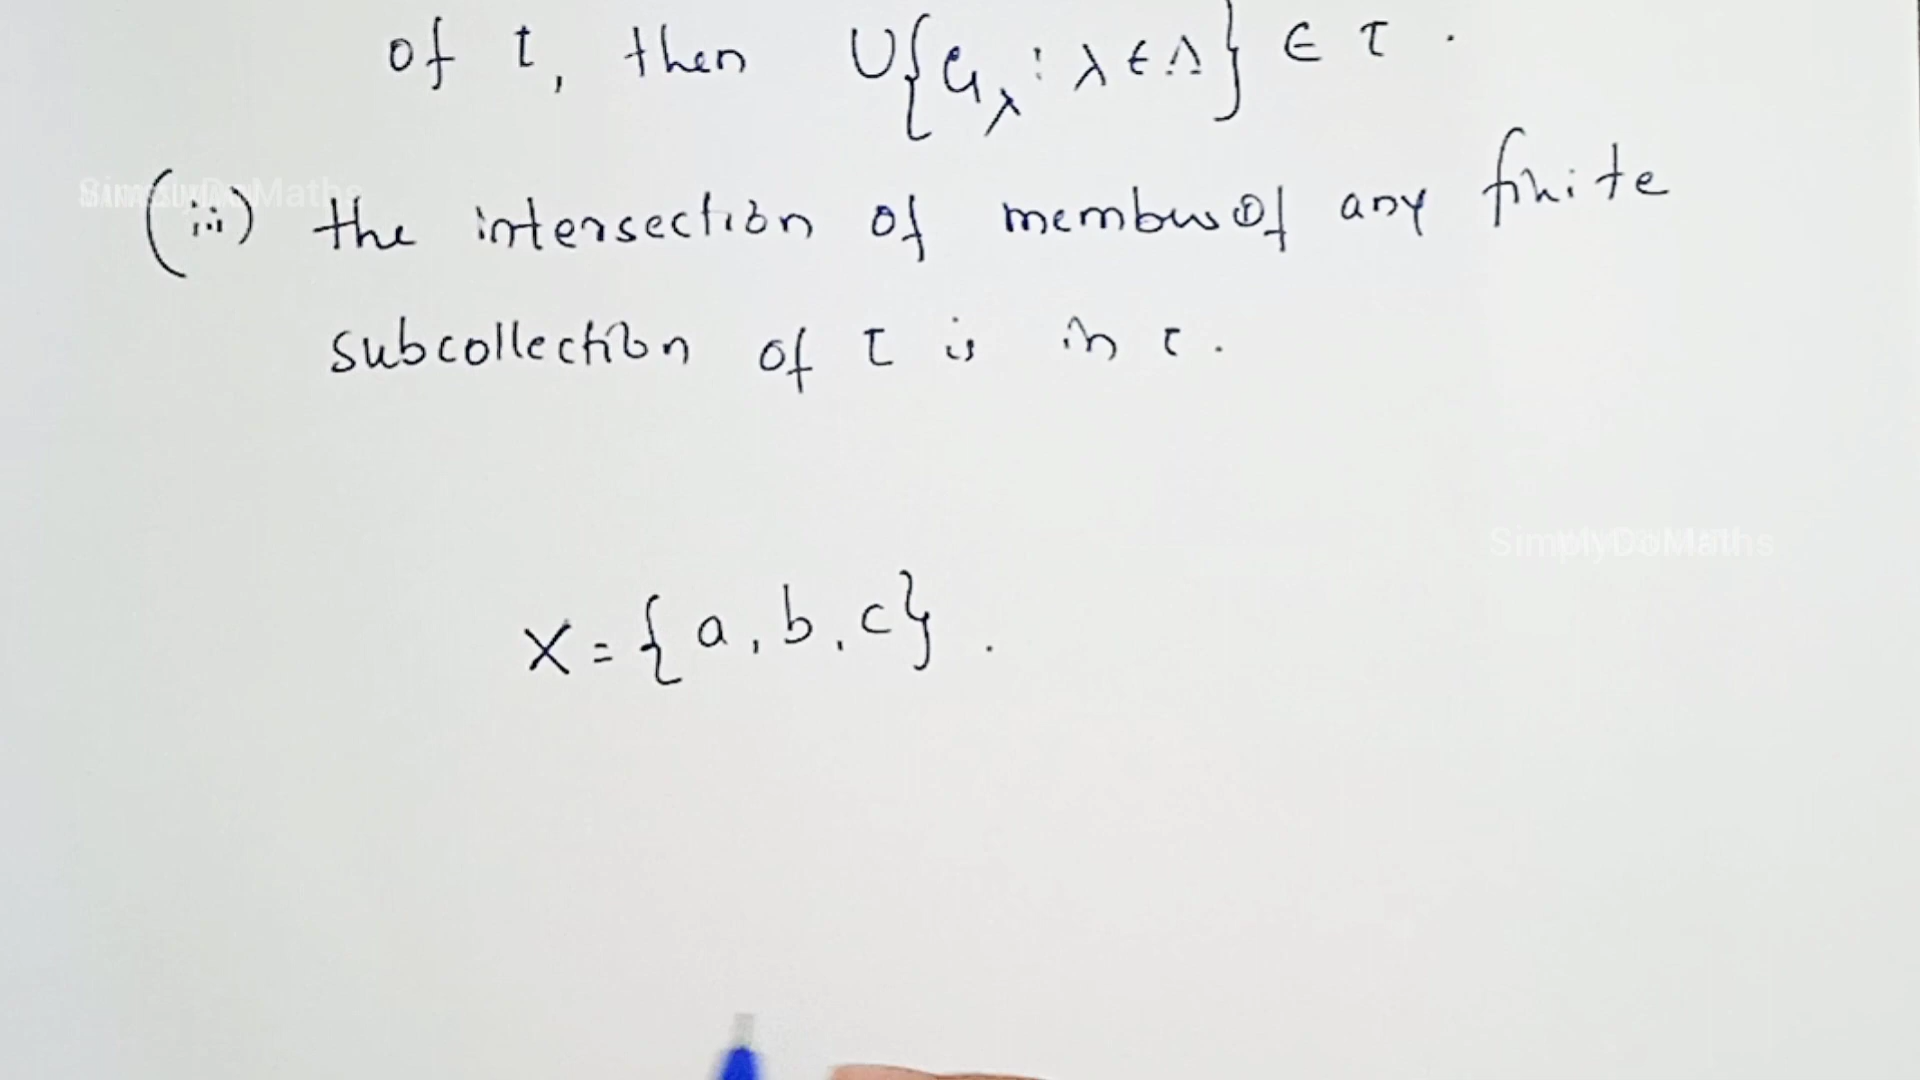 of τ, then ∪{G_λ : λ ∈ Λ} ∈ τ .
(iii) the intersection of members of any finite
subcollection of τ is in τ .
SimplyDoMaths
X = {a, b, c} .